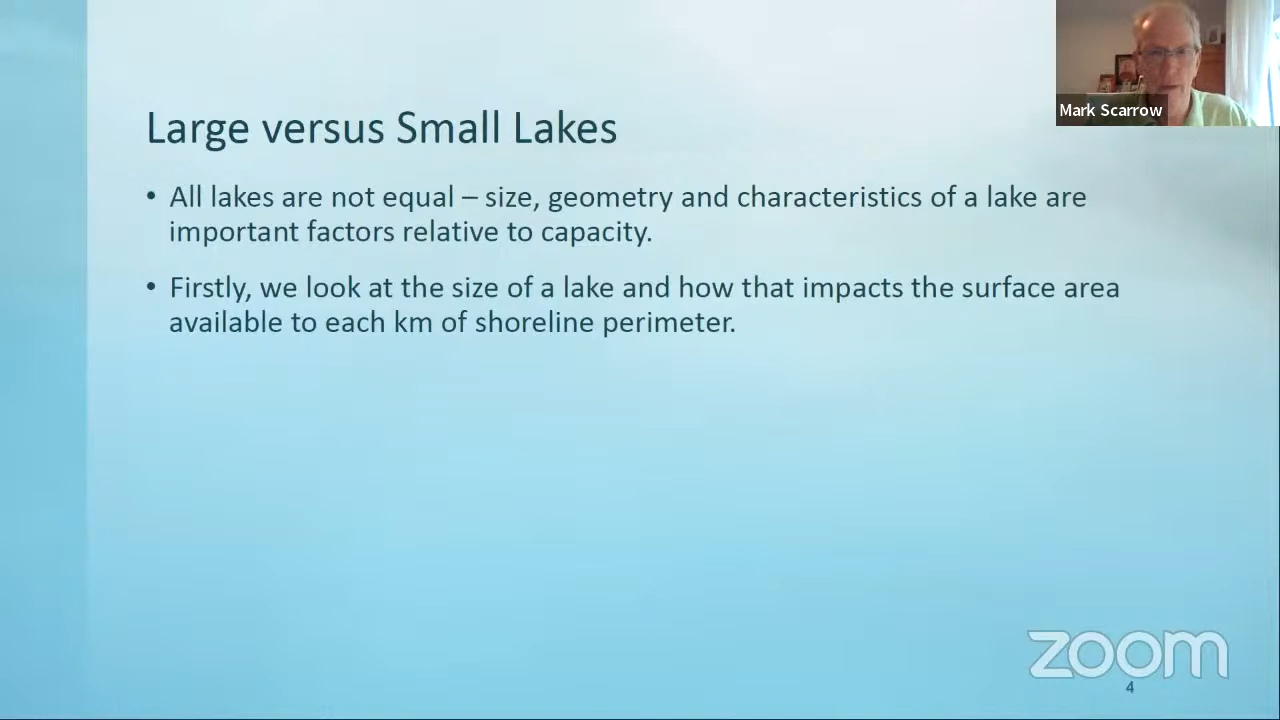 Mark Scarrow
Large versus Small Lakes
• All lakes are not equal – size, geometry and characteristics of a lake are
important factors relative to capacity.
• Firstly, we look at the size of a lake and how that impacts the surface area
available to each km of shoreline perimeter.
zoom
4